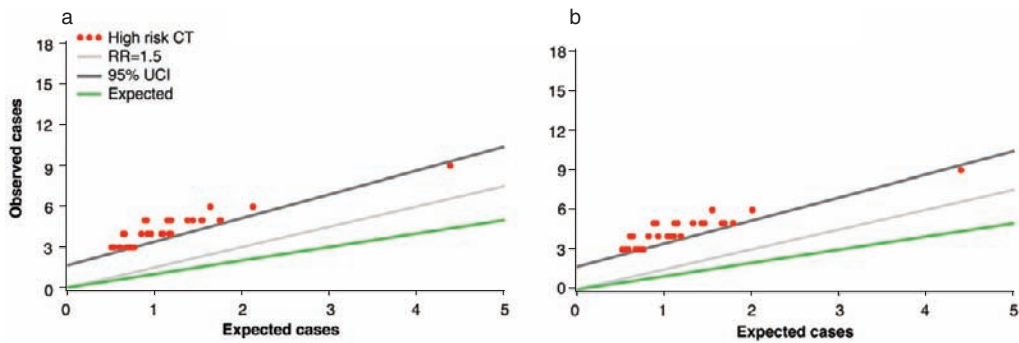 a
High risk CT
RR=1.5
95% UCI
Expected
Observed cases
18
15
12
9
6
3
0
0 1 2 3 4 5
Expected cases
b
18
15
12
9
6
3
0
0 1 2 3 4 5
Expected cases